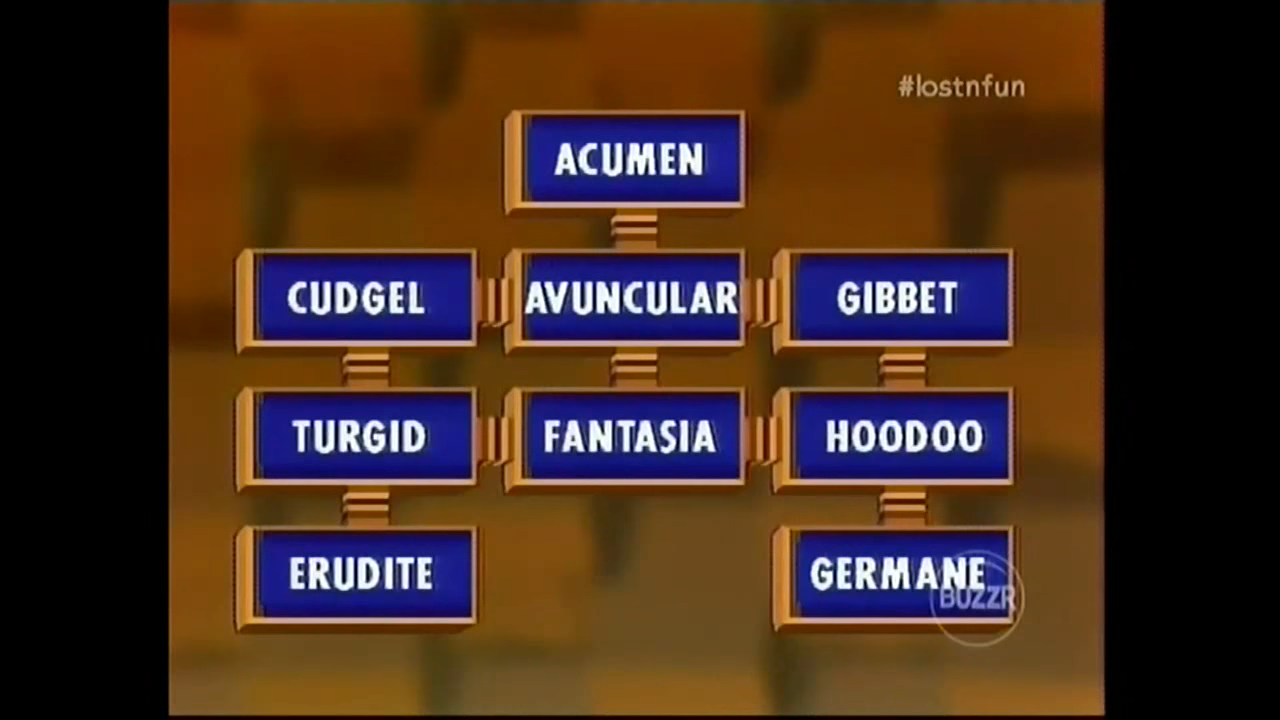 #lostnfun
ACUMEN
CUDGEL
AVUNCULAR
GIBBET
TURGID
FANTASIA
HOODOO
ERUDITE
GERMANE
BUZZR